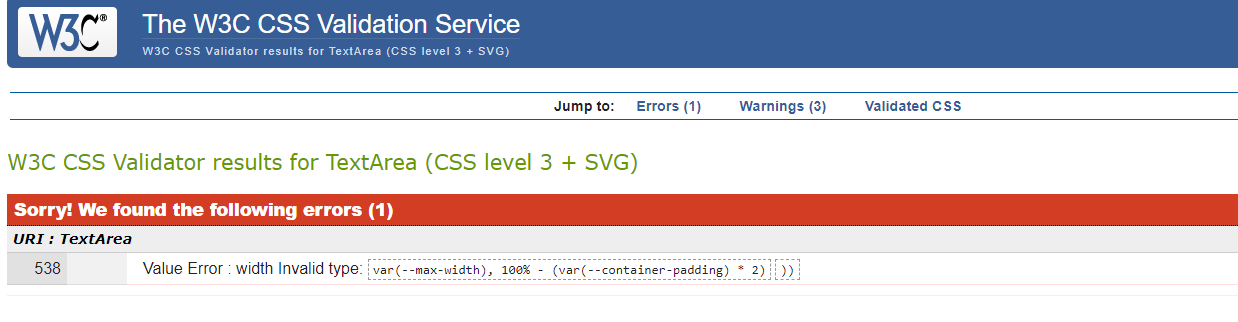 W3C®
The W3C CSS Validation Service
W3C CSS Validator results for TextArea (CSS level 3 + SVG)
Jump to: Errors (1) Warnings (3) Validated CSS
W3C CSS Validator results for TextArea (CSS level 3 + SVG)
Sorry! We found the following errors (1)
URI : TextArea
538 Value Error : width Invalid type: var(--max-width), 100% - (var(--container-padding) * 2) ))